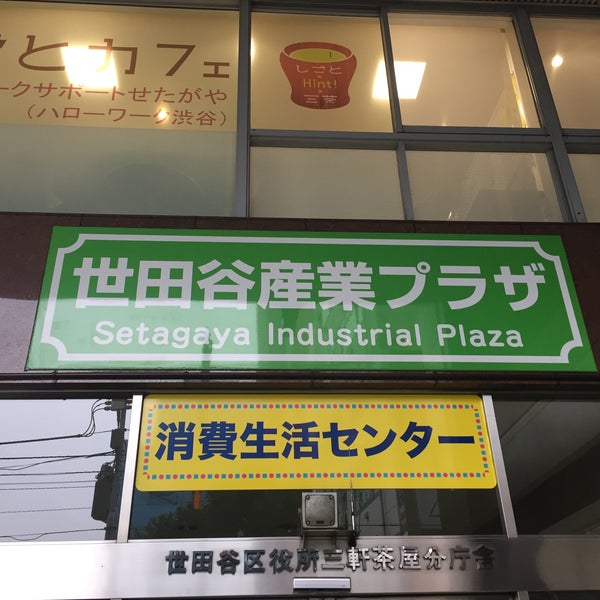 とカフェ
ークサポートせたがや
（ハローワーク渋谷）
しごと
Hint!
三茶
世田谷産業プラザ
Setagaya Industrial Plaza
消費生活センター
世田谷区役所三軒茶屋分庁舎